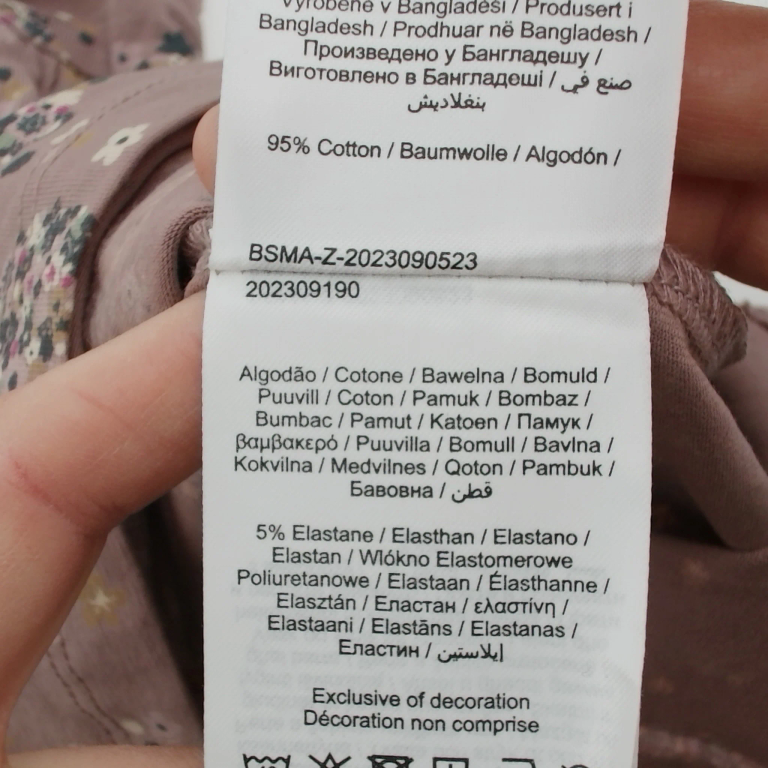 Vyrobené v Bangladéši / Produsert i
Bangladesh / Prodhuar në Bangladesh /
Произведено у Бангладешу /
Виготовлено в Бангладеші / صنع في
بنغلاديش
95% Cotton / Baumwolle / Algodón /
BSMA-Z-2023090523
202309190
Algodão / Cotone / Bawełna / Bomuld /
Puuvill / Coton / Pamuk / Bombaz /
Bumbac / Pamut / Katoen / Памук /
βαμβακερό / Puuvilla / Bomull / Bavlna /
Kokvilna / Medvilnes / Qoton / Pambuk /
Бавовна / قطن
5% Elastane / Elasthan / Elastano /
Elastan / Włókno Elastomerowe
Poliuretanowe / Elastaan / Élasthanne /
Elasztán / Еластан / ελαστίνη /
Elastaani / Elastāns / Elastanas /
Еластин / إيلاستين
Exclusive of decoration
Décoration non comprise